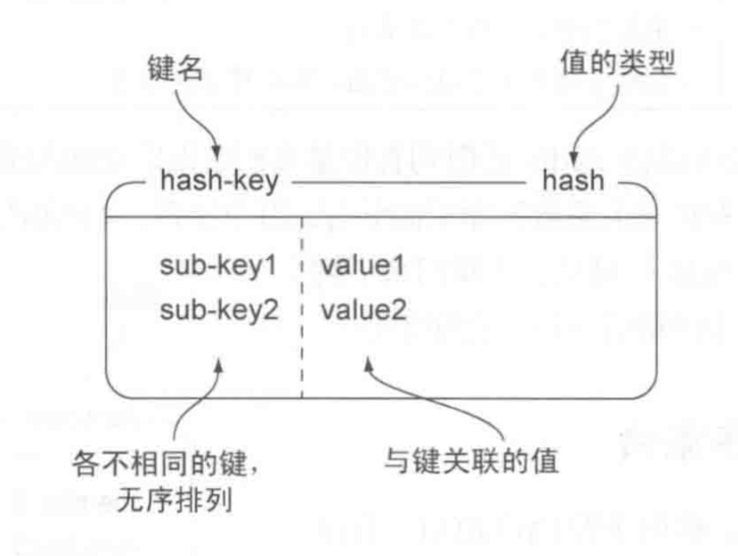 键名
值的类型
hash-key
hash
sub-key1 value1
sub-key2 value2
各不相同的键，
无序排列
与键关联的值